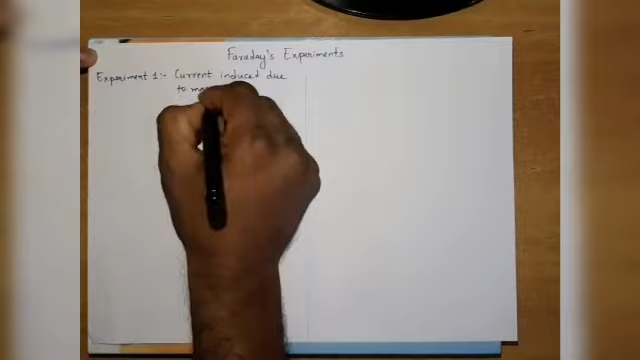 Faraday's Experiments
Experiment 1:- Current induced due
to